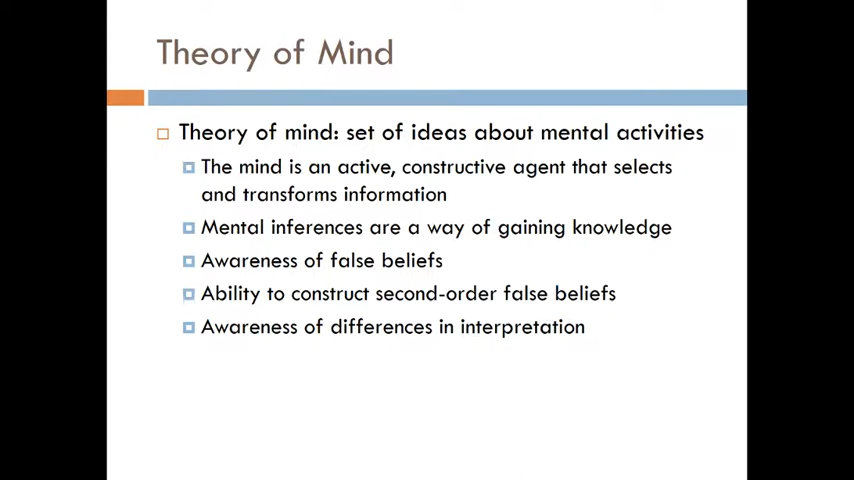 Theory of Mind
Theory of mind: set of ideas about mental activities
The mind is an active, constructive agent that selects
and transforms information
Mental inferences are a way of gaining knowledge
Awareness of false beliefs
Ability to construct second-order false beliefs
Awareness of differences in interpretation